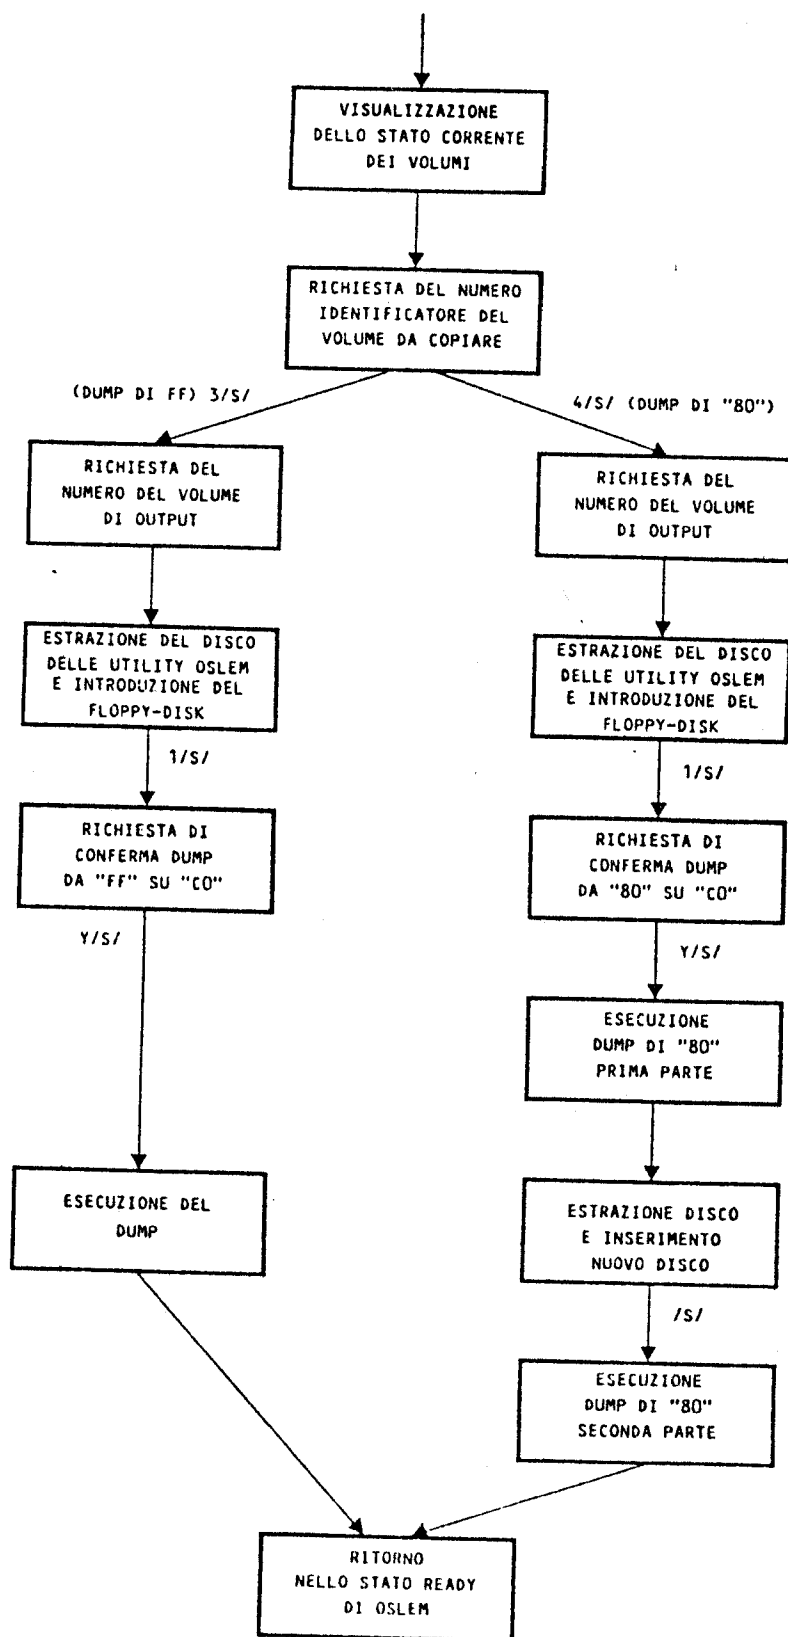 VISUALIZZAZIONE
DELLO STATO CORRENTE
DEI VOLUMI
RICHIESTA DEL NUMERO
IDENTIFICATORE DEL
VOLUME DA COPIARE
(DUMP DI FF) 3/S/
RICHIESTA DEL
NUMERO DEL VOLUME
DI OUTPUT
ESTRAZIONE DEL DISCO
DELLE UTILITY OSLEM
E INTRODUZIONE DEL
FLOPPY-DISK
1/S/
RICHIESTA DI
CONFERMA DUMP
DA "FF" SU "C0"
Y/S/
ESECUZIONE DEL
DUMP
4/S/ (DUMP DI "80")
RICHIESTA DEL
NUMERO DEL VOLUME
DI OUTPUT
ESTRAZIONE DEL DISCO
DELLE UTILITY OSLEM
E INTRODUZIONE DEL
FLOPPY-DISK
1/S/
RICHIESTA DI
CONFERMA DUMP
DA "80" SU "C0"
Y/S/
ESECUZIONE
DUMP DI "80"
PRIMA PARTE
ESTRAZIONE DISCO
E INSERIMENTO
NUOVO DISCO
/S/
ESECUZIONE
DUMP DI "80"
SECONDA PARTE
RITORNO
NELLO STATO READY
DI OSLEM